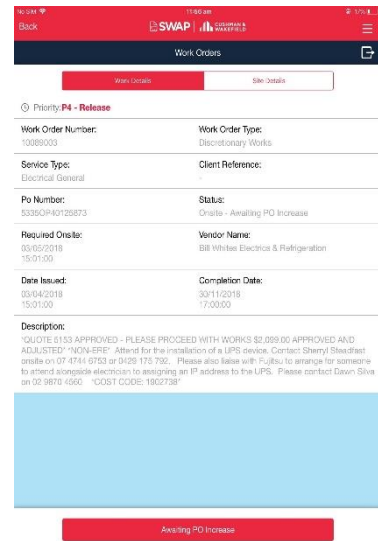 No SIM
11:56 am
Back
SWAP | CUSHMAN & WAKEFIELD
Work Orders
Work Details
Site Details
Priority:P4 - Release
Work Order Number:
Work Order Type:
10089003
Discretionary Works
Service Type:
Client Reference:
Electrical General
-
Po Number:
Status:
5335OP40125873
Onsite - Awaiting PO Increase
Required Onsite:
Vendor Name:
03/05/2018
Bill Whites Electrics & Refrigeration
15:01:00
Date Issued:
Completion Date:
03/04/2018
30/11/2018
15:01:00
17:00:00
Description:
*QUOTE 5153 APPROVED - PLEASE PROCEED WITH WORKS $2,099.00 APPROVED AND
ADJUSTED* *NON-ERE* Attend for the installation of a UPS device. Contact Sherryl Steadfast
onsite on 07 4744 6753 or 0429 175 792. Please also liaise with Fujitsu to arrange for someone
to attend alongside electrician to assigning an IP address to the UPS. Please contact Dawn Silva
on 02 9870 4560 *COST CODE: 1902738*
Awaiting PO Increase